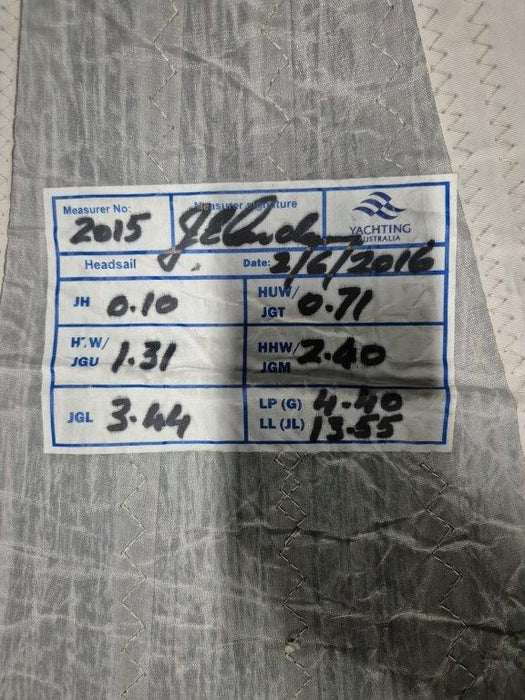 Measurer No:
2015
Measurer signature
YACHTING
AUSTRALIA
Headsail
Date: 2/6/2016
JH 0.10
HUW/
JGT 0.71
H.W/
JGU 1.31
HHW/
JGM 2.40
JGL 3.44
LP (G) 4.40
LL (JL) 13.55